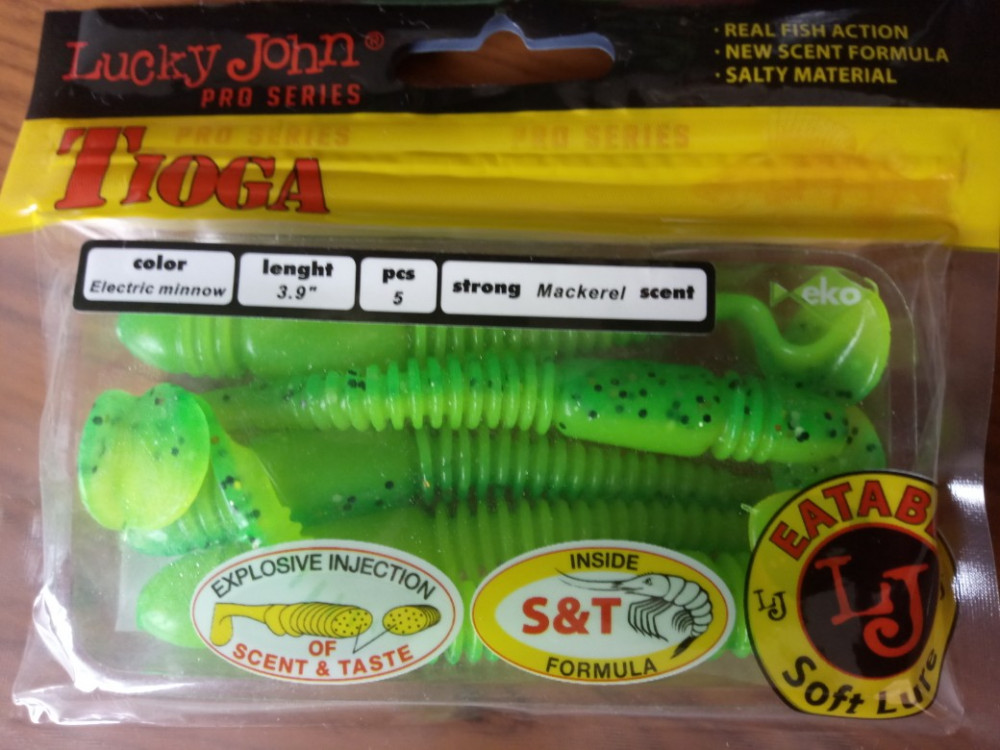 Lucky John®
PRO SERIES
· REAL FISH ACTION
· NEW SCENT FORMULA
· SALTY MATERIAL
PRO SERIES
PRO SERIES
TIOGA
color
Electric minnow
lenght
3.9"
pcs
5
strong Mackerel scent
eko
EXPLOSIVE INJECTION
OF
SCENT & TASTE
INSIDE
S&T
FORMULA
EATABL
LJ
LJ
Soft Lure